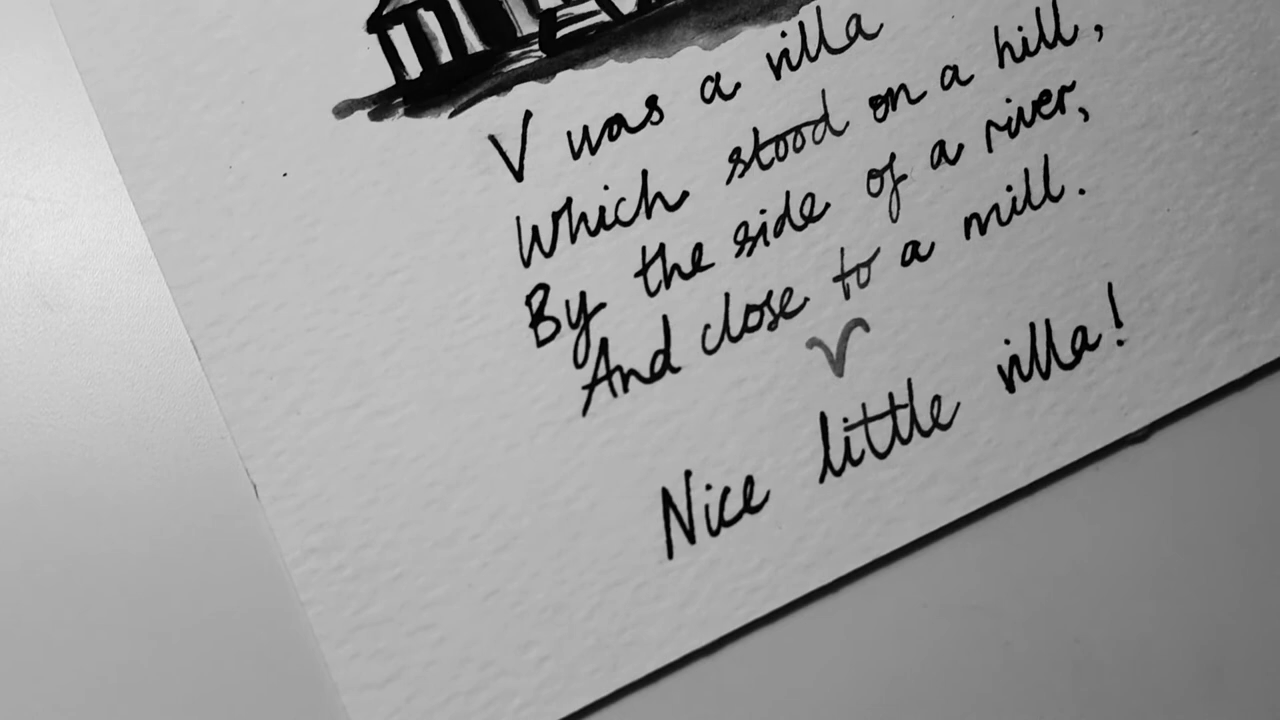 V was a villa
Which stood on a hill,
By the side of a river,
And close to a mill.
V
Nice little villa!